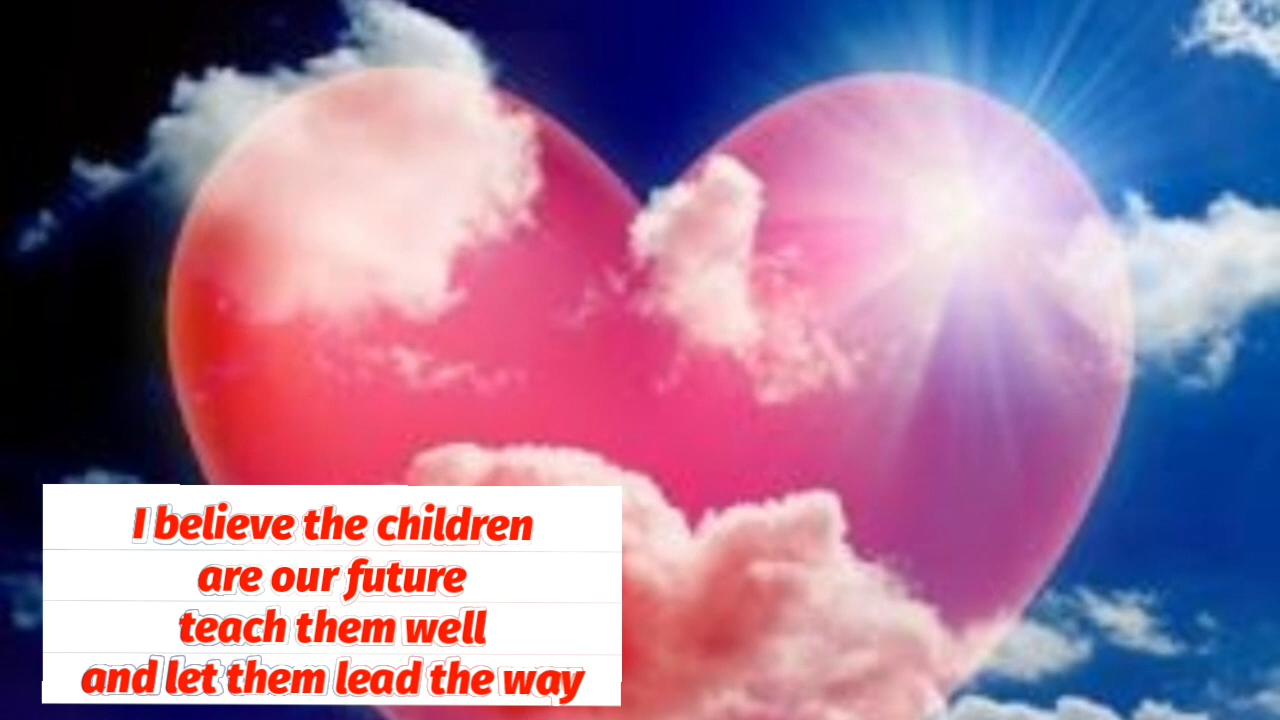 I believe the children
are our future
teach them well
and let them lead the way